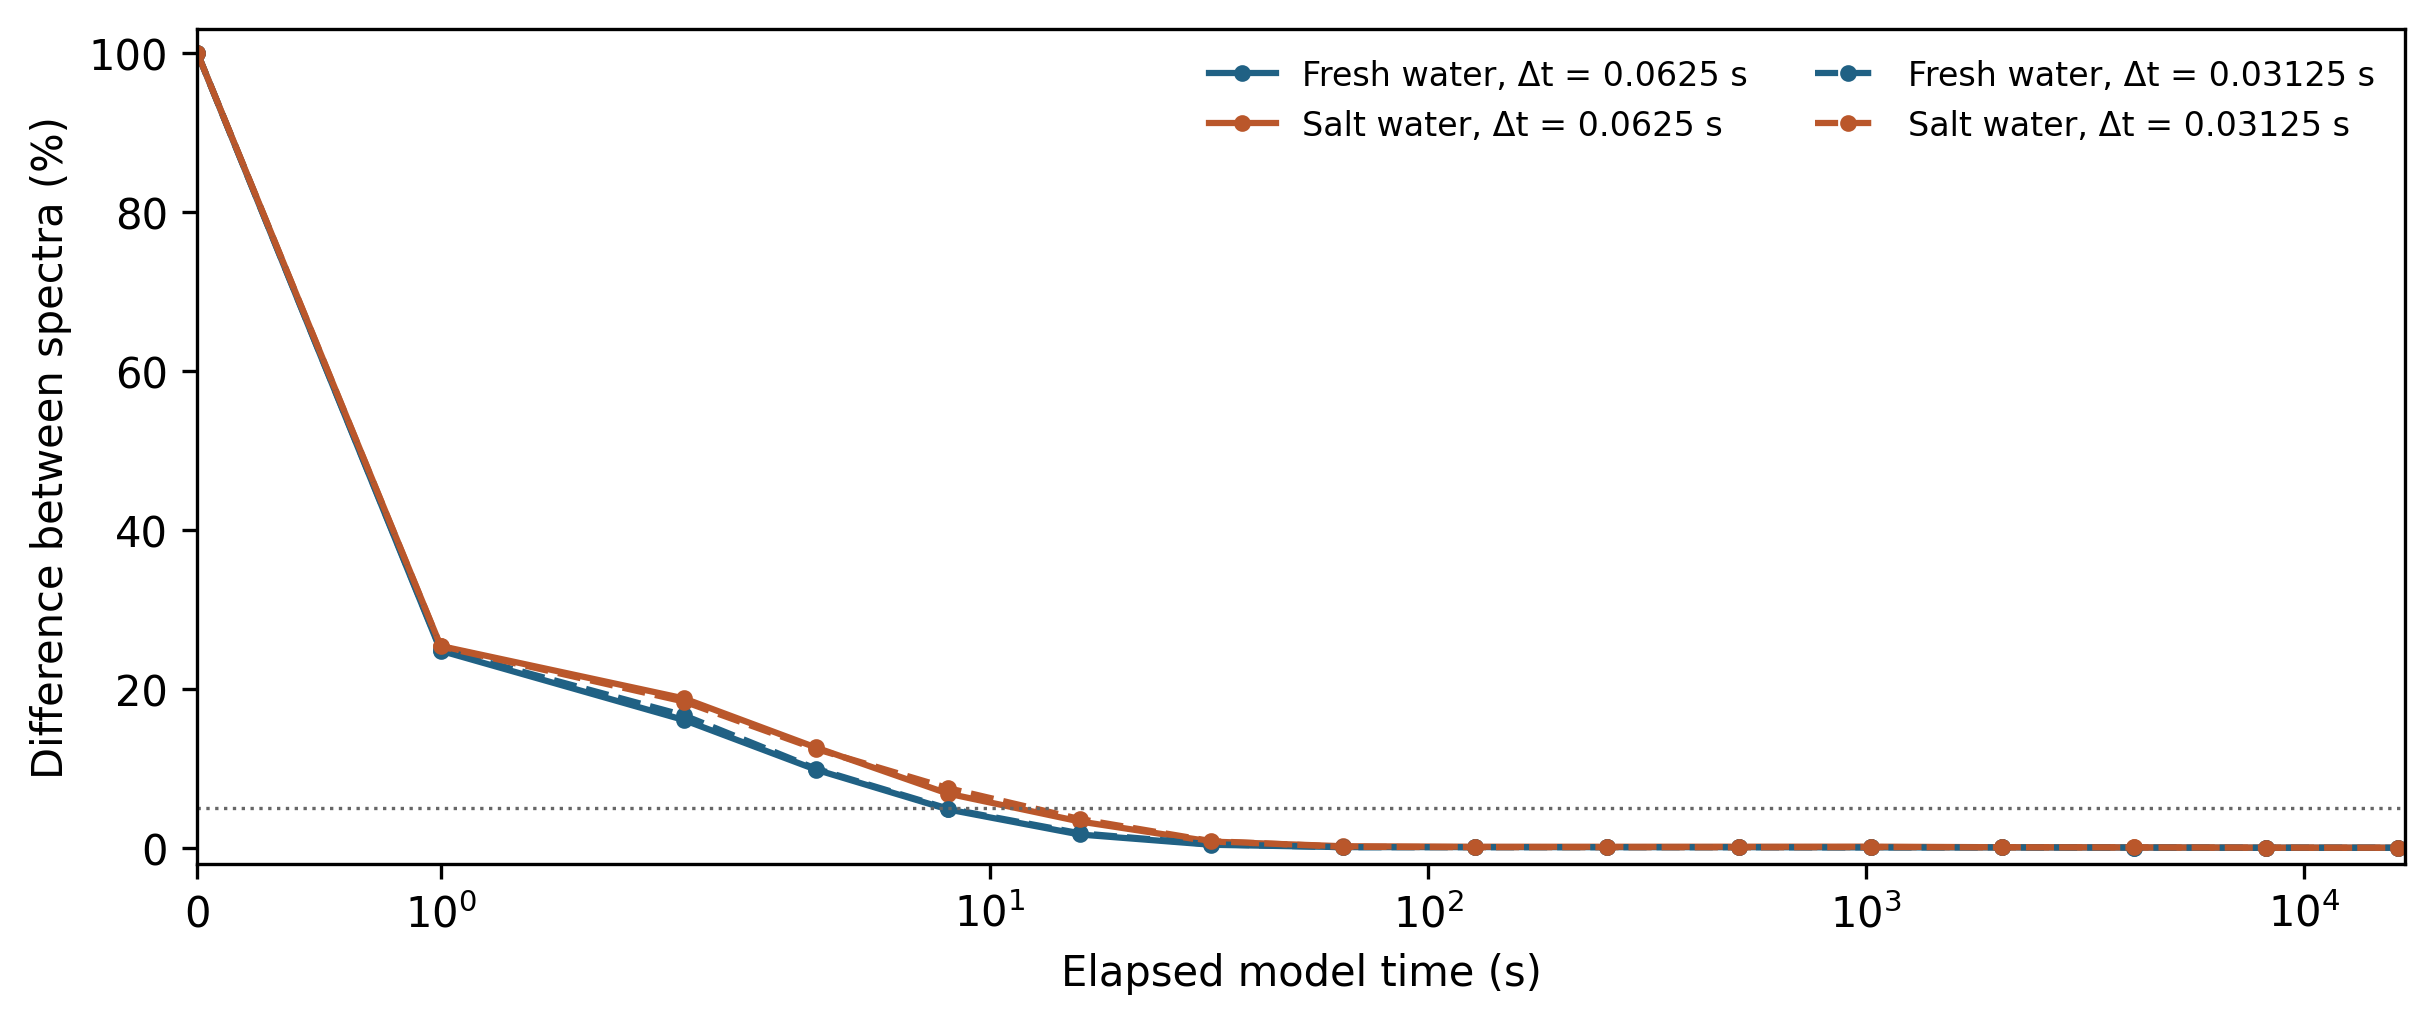 Difference between spectra (%)
100
80
60
40
20
0
Fresh water, Δt = 0.0625 s
Salt water, Δt = 0.0625 s
Fresh water, Δt = 0.03125 s
Salt water, Δt = 0.03125 s
0 10⁰ 10¹ 10² 10³ 10⁴
Elapsed model time (s)